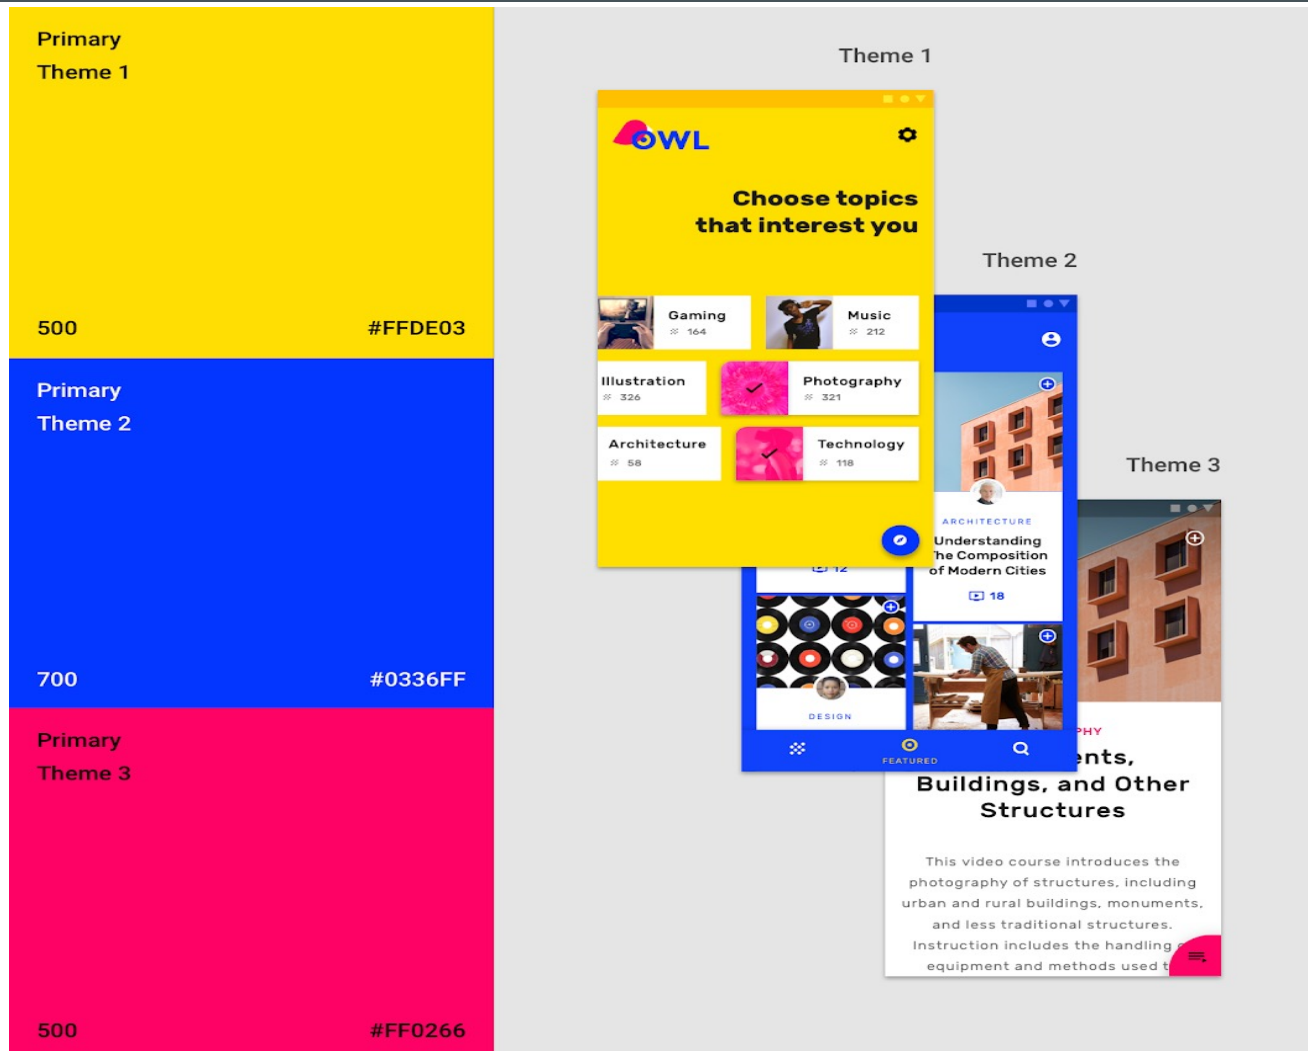 Primary
Theme 1
500 #FFDE03
Primary
Theme 2
700 #0336FF
Primary
Theme 3
500 #FF0266
Theme 1
OWL
Choose topics
that interest you
Gaming
164
Music
212
Illustration
326
Photography
321
Architecture
58
Technology
118
Theme 2
ARCHITECTURE
Understanding
The Composition
of Modern Cities
18
12
DESIGN
FEATURED
Theme 3
Buildings, and Other
Structures
This video course introduces the
photography of structures, including
urban and rural buildings, monuments,
and less traditional structures.
Instruction includes the handling
equipment and methods used